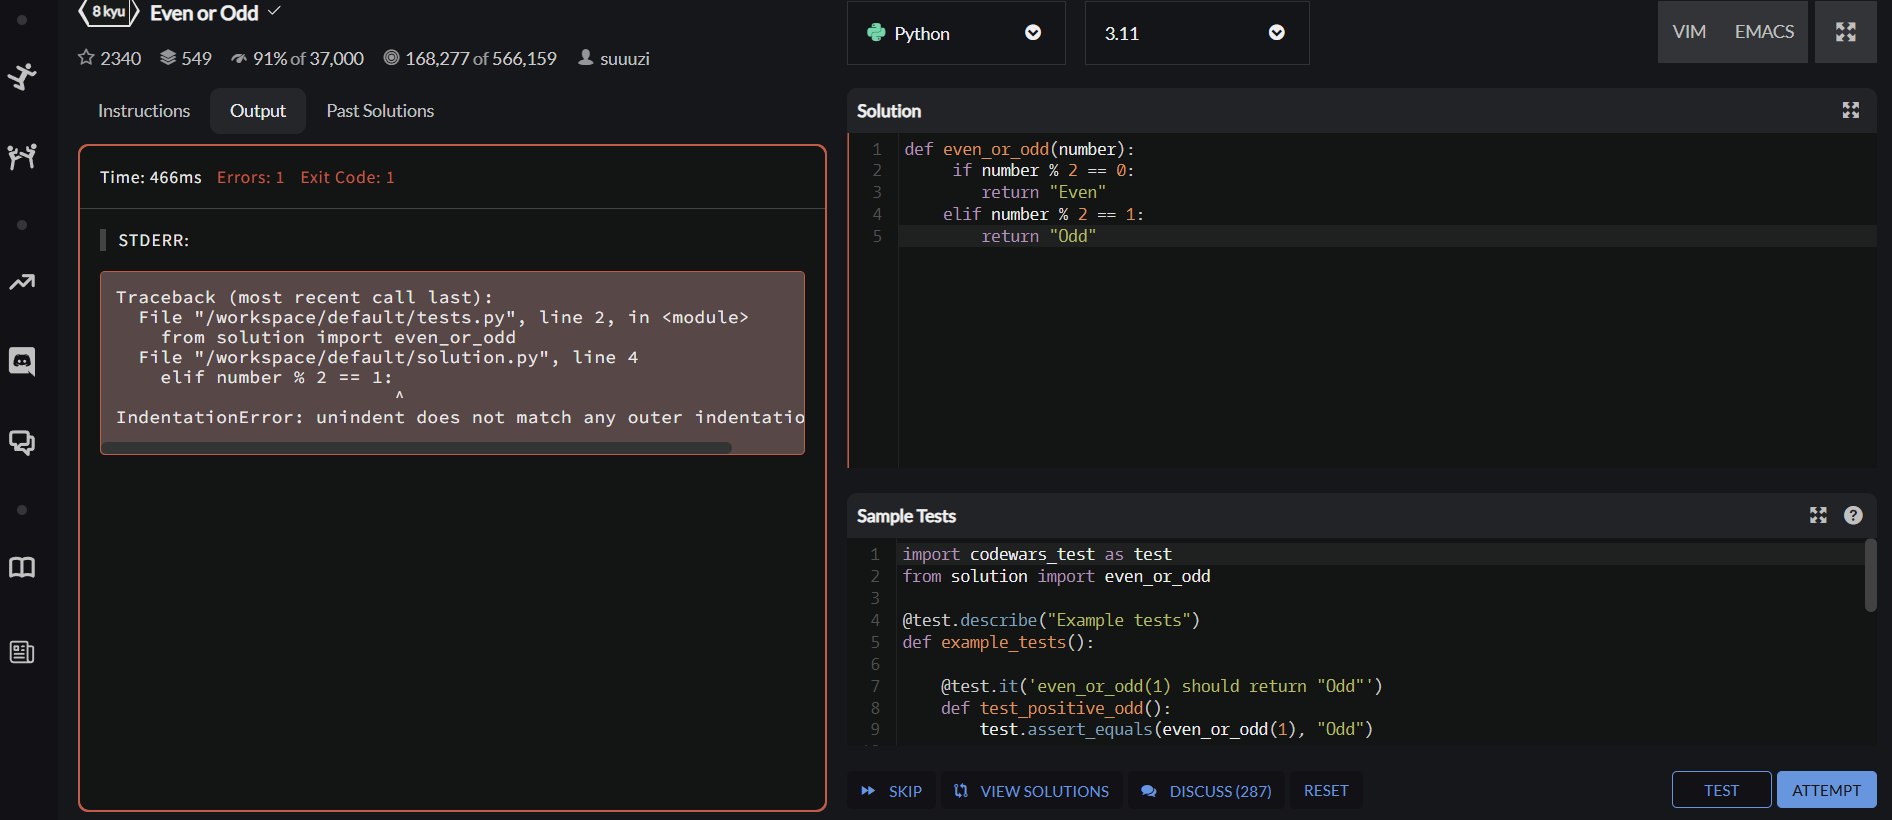 8 kyu Even or Odd
2340 549 91% of 37,000 168,277 of 566,159 suuuzi
Instructions Output Past Solutions
Time: 466ms Errors: 1 Exit Code: 1
STDERR:
Traceback (most recent call last):
  File "/workspace/default/tests.py", line 2, in <module>
    from solution import even_or_odd
  File "/workspace/default/solution.py", line 4
    elif number % 2 == 1:
                         ^
IndentationError: unindent does not match any outer indentatio
Python 3.11 VIM EMACS
Solution
1 def even_or_odd(number):
2      if number % 2 == 0:
3         return "Even"
4     elif number % 2 == 1:
5         return "Odd"
Sample Tests
1 import codewars_test as test
2 from solution import even_or_odd
3
4 @test.describe("Example tests")
5 def example_tests():
6
7     @test.it('even_or_odd(1) should return "Odd"')
8     def test_positive_odd():
9         test.assert_equals(even_or_odd(1), "Odd")
SKIP VIEW SOLUTIONS DISCUSS (287) RESET TEST ATTEMPT